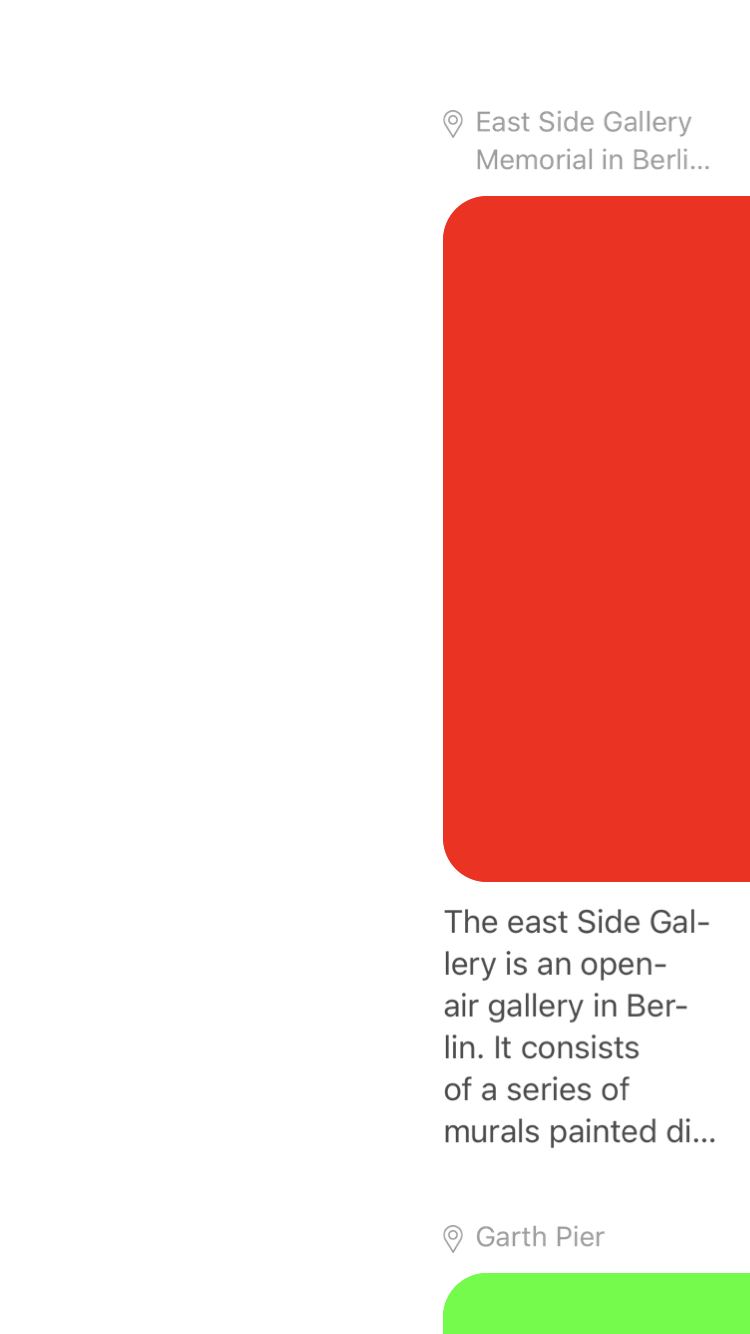 East Side Gallery
Memorial in Berli...
The east Side Gal-
lery is an open-
air gallery in Ber-
lin. It consists
of a series of
murals painted di...
Garth Pier